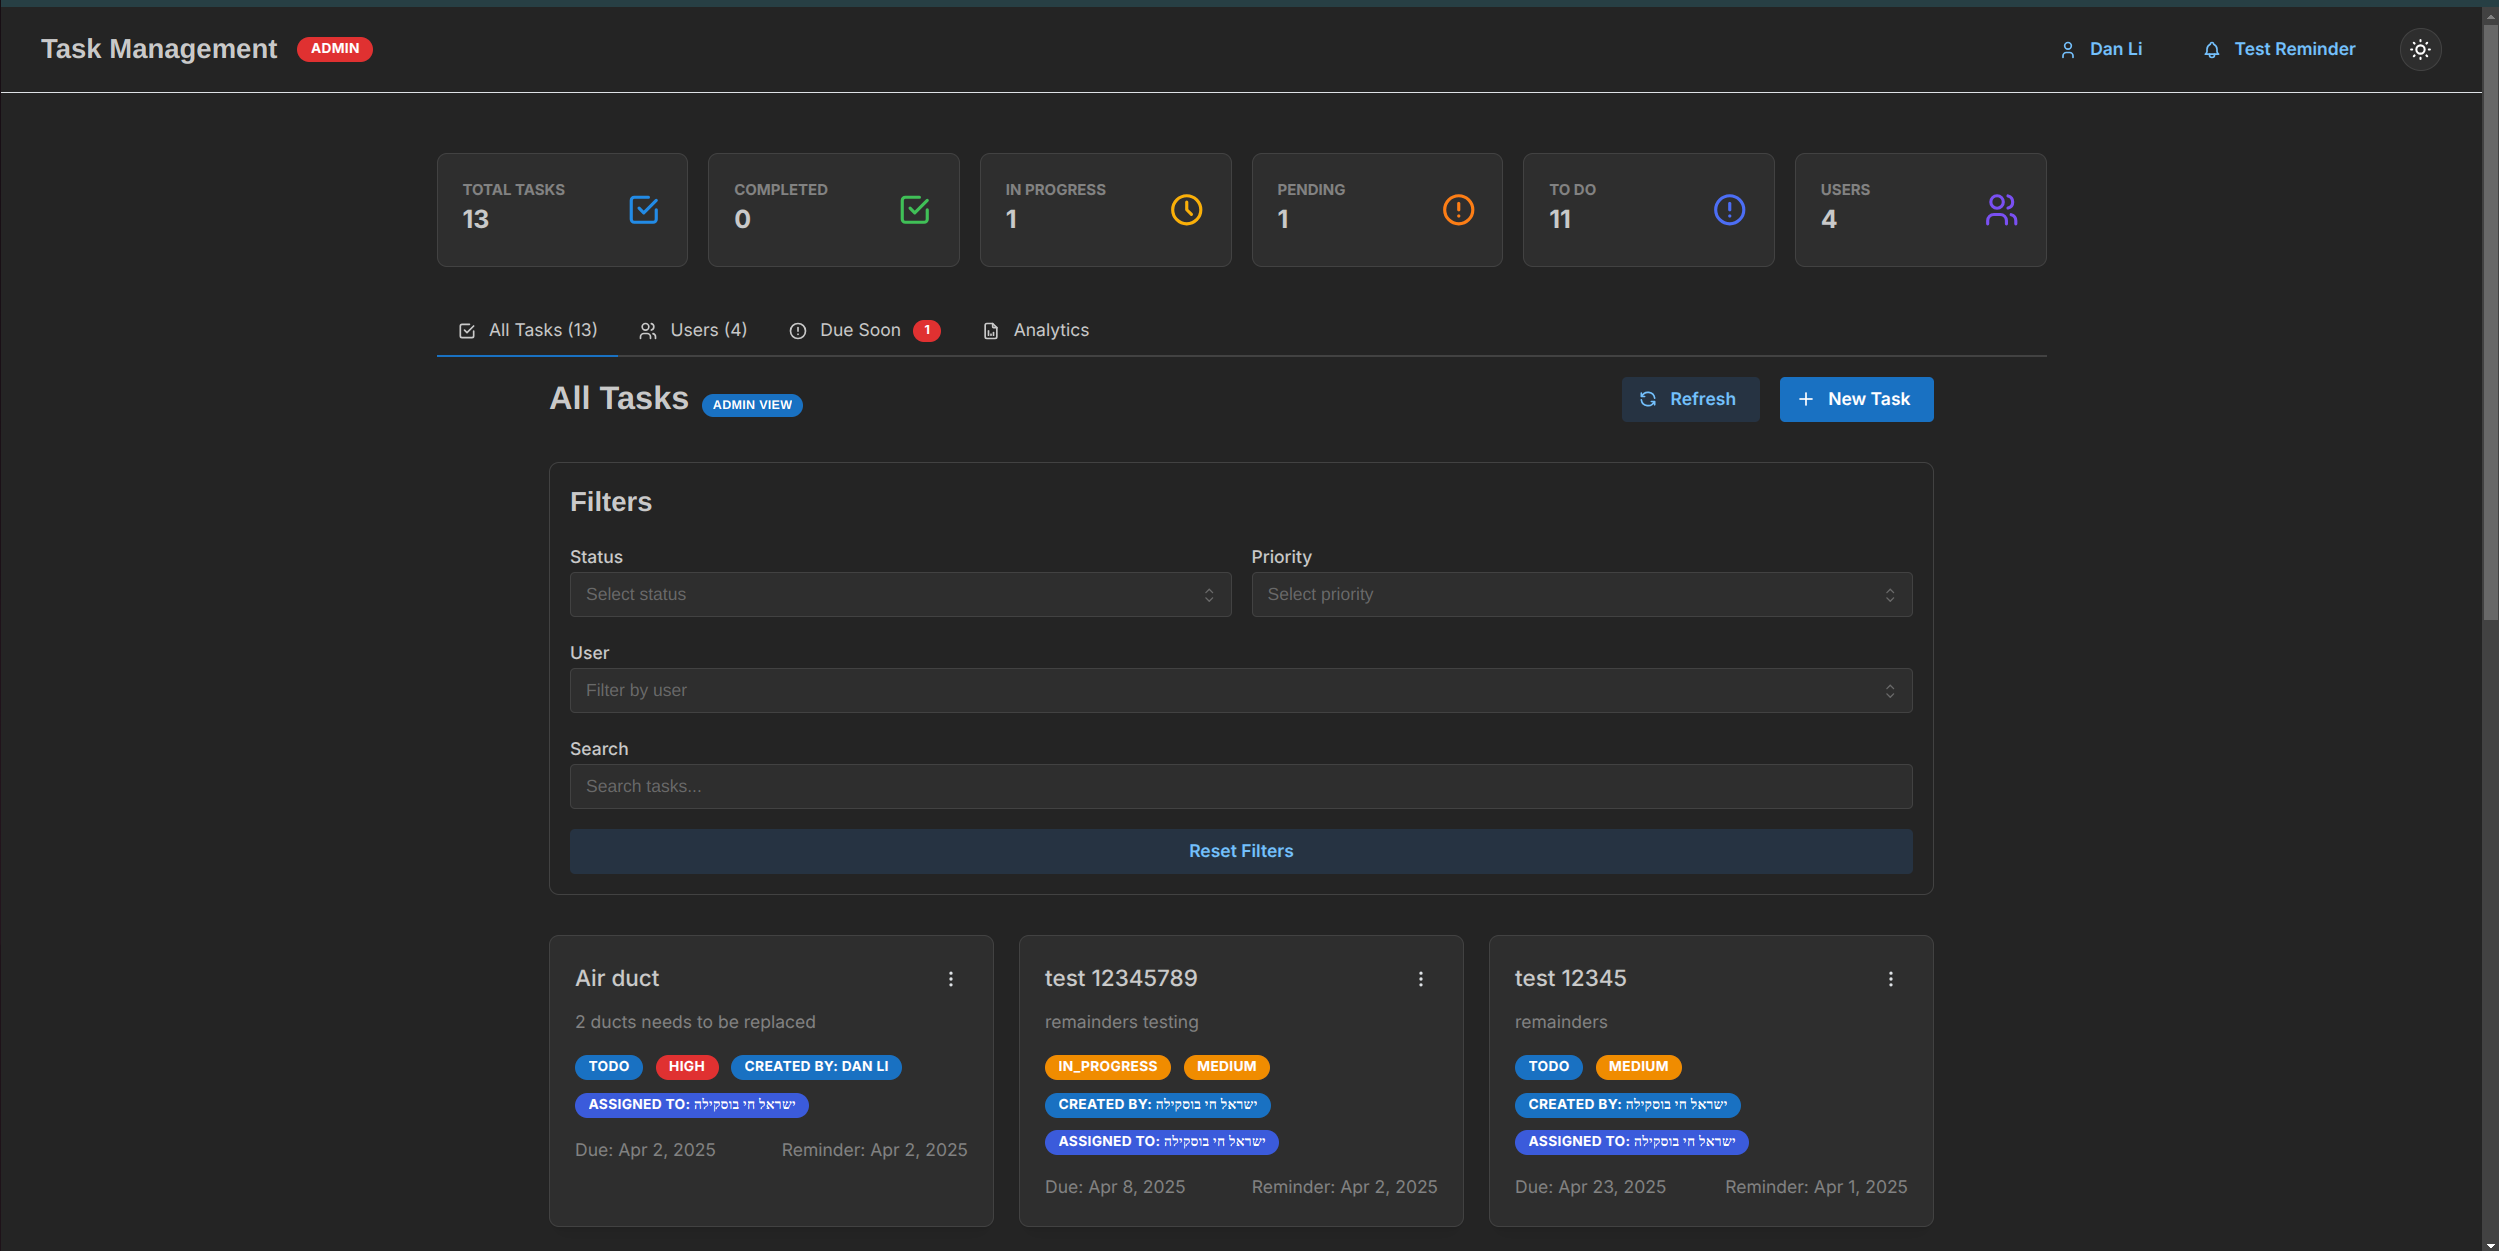 Task Management ADMIN Dan Li Test Reminder
TOTAL TASKS
13
COMPLETED
0
IN PROGRESS
1
PENDING
1
TO DO
11
USERS
4
All Tasks (13) Users (4) Due Soon 1 Analytics
All Tasks ADMIN VIEW Refresh New Task
Filters
Status
Select status
Priority
Select priority
User
Filter by user
Search
Search tasks...
Reset Filters
Air duct
2 ducts needs to be replaced
TODO HIGH CREATED BY: DAN LI
ASSIGNED TO: ישראל חי בוסקילה
Due: Apr 2, 2025 Reminder: Apr 2, 2025
test 12345789
remainders testing
IN_PROGRESS MEDIUM
CREATED BY: ישראל חי בוסקילה
ASSIGNED TO: ישראל חי בוסקילה
Due: Apr 8, 2025 Reminder: Apr 2, 2025
test 12345
remainders
TODO MEDIUM
CREATED BY: ישראל חי בוסקילה
ASSIGNED TO: ישראל חי בוסקילה
Due: Apr 23, 2025 Reminder: Apr 1, 2025